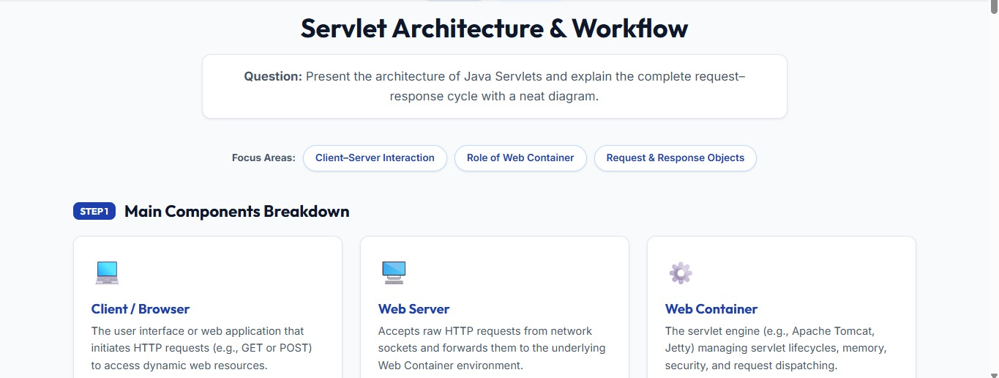 Servlet Architecture & Workflow
Question: Present the architecture of Java Servlets and explain the complete request–
response cycle with a neat diagram.
Focus Areas: Client–Server Interaction Role of Web Container Request & Response Objects
STEP 1 Main Components Breakdown
Client / Browser
The user interface or web application that
initiates HTTP requests (e.g., GET or POST)
to access dynamic web resources.
Web Server
Accepts raw HTTP requests from network
sockets and forwards them to the underlying
Web Container environment.
Web Container
The servlet engine (e.g., Apache Tomcat,
Jetty) managing servlet lifecycles, memory,
security, and request dispatching.